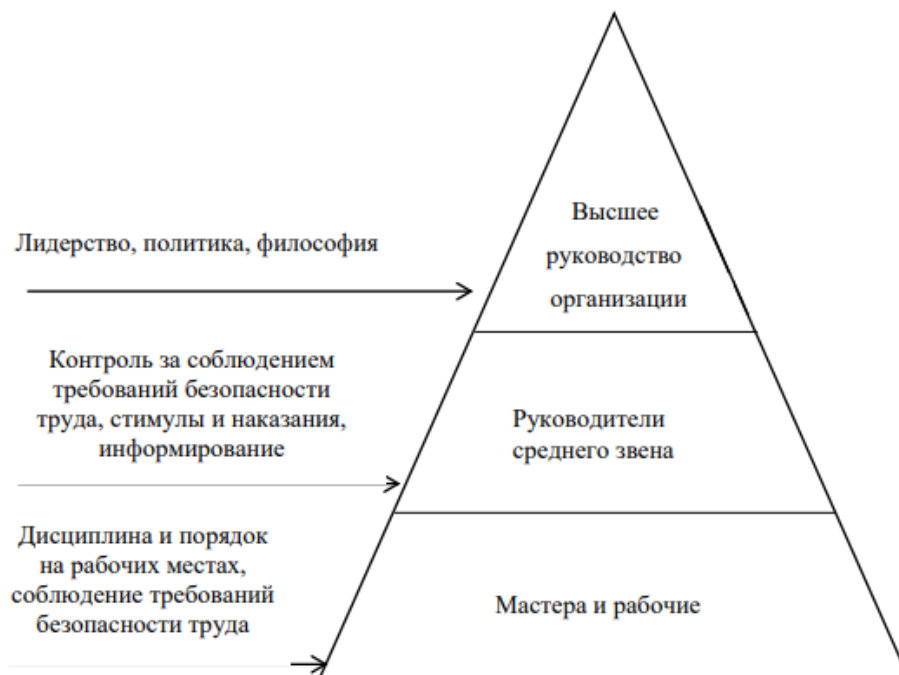 Высшее
руководство
организации
Лидерство, политика, философия
Контроль за соблюдением
требований безопасности
труда, стимулы и наказания,
информирование
Руководители
среднего звена
Дисциплина и порядок
на рабочих местах,
соблюдение требований
безопасности труда
Мастера и рабочие